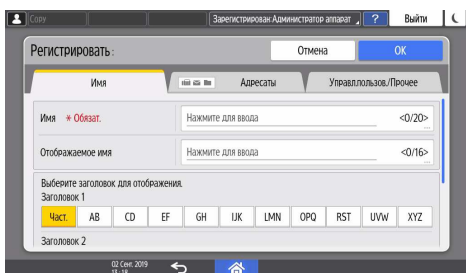 Copy
Зарегистрирован:Администратор аппарат
?
Выйти
Регистрировать :
Отмена
OK
Имя
Адресаты
Управл.пользов./Прочее
Имя * Обязат.
Нажмите для ввода
<0/20>
Отображаемое имя
Нажмите для ввода
<0/16>
Выберите заголовок для отображения.
Заголовок 1
Част. AB CD EF GH IJK LMN OPQ RST UVW XYZ
Заголовок 2
02 Сент. 2019